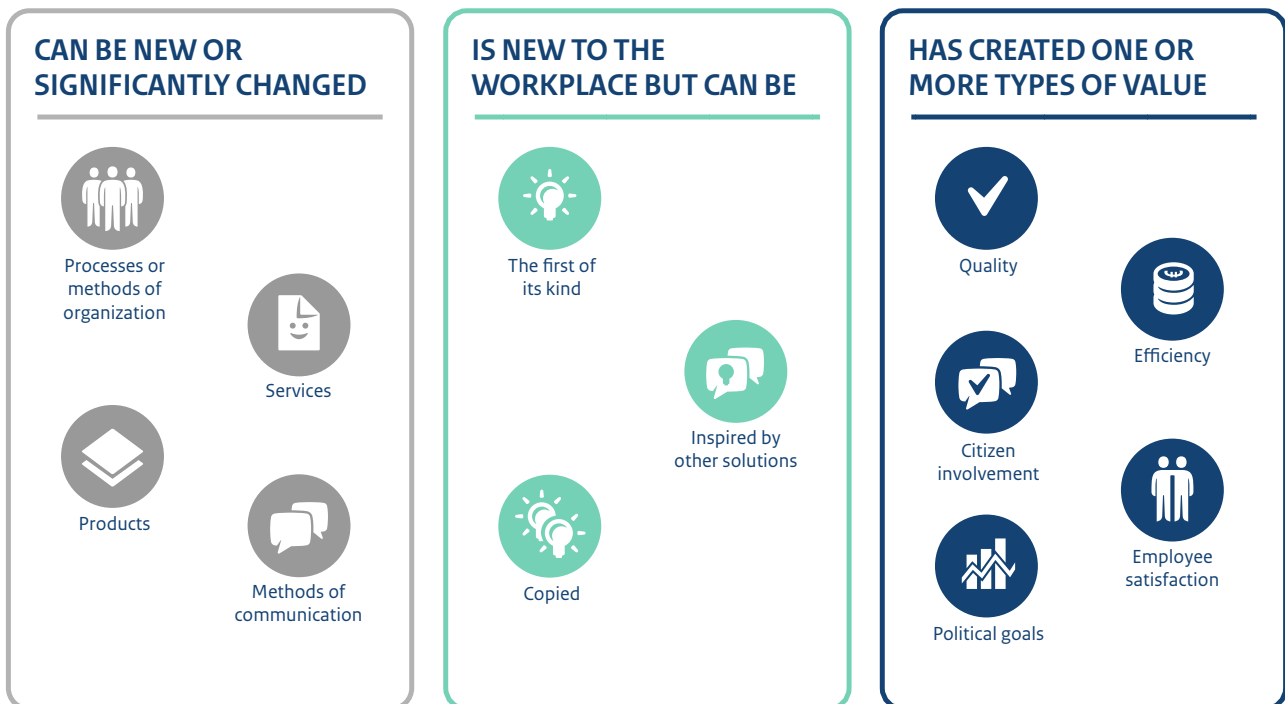 CAN BE NEW OR
SIGNIFICANTLY CHANGED
Processes or
methods of
organization
Services
Products
Methods of
communication
IS NEW TO THE
WORKPLACE BUT CAN BE
The first of
its kind
Inspired by
other solutions
Copied
HAS CREATED ONE OR
MORE TYPES OF VALUE
Quality
Efficiency
Citizen
involvement
Employee
satisfaction
Political goals